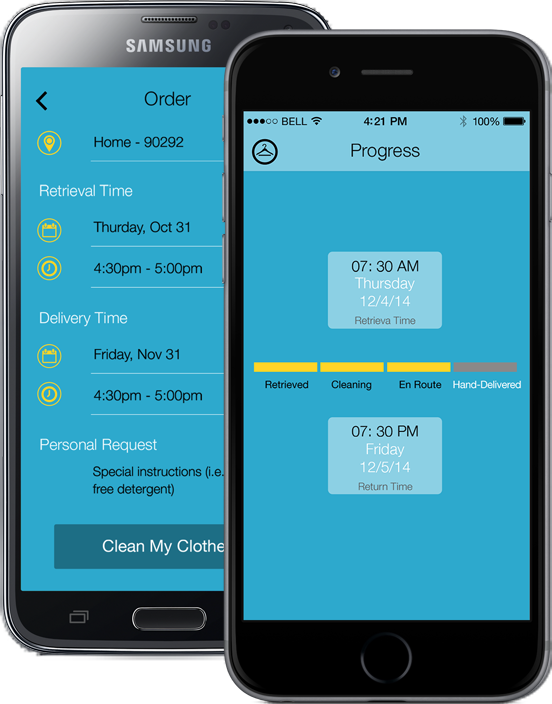 SAMSUNG
Order
Home - 90292
Retrieval Time
Thurday, Oct 31
4:30pm - 5:00pm
Delivery Time
Friday, Nov 31
4:30pm - 5:00pm
Personal Request
Special instructions (i.e.
free detergent)
Clean My Clothe
BELL
4:21 PM
100%
Progress
07: 30 AM
Thursday
12/4/14
Retrieva Time
Retrieved
Cleaning
En Route
Hand-Delivered
07: 30 PM
Friday
12/5/14
Return Time